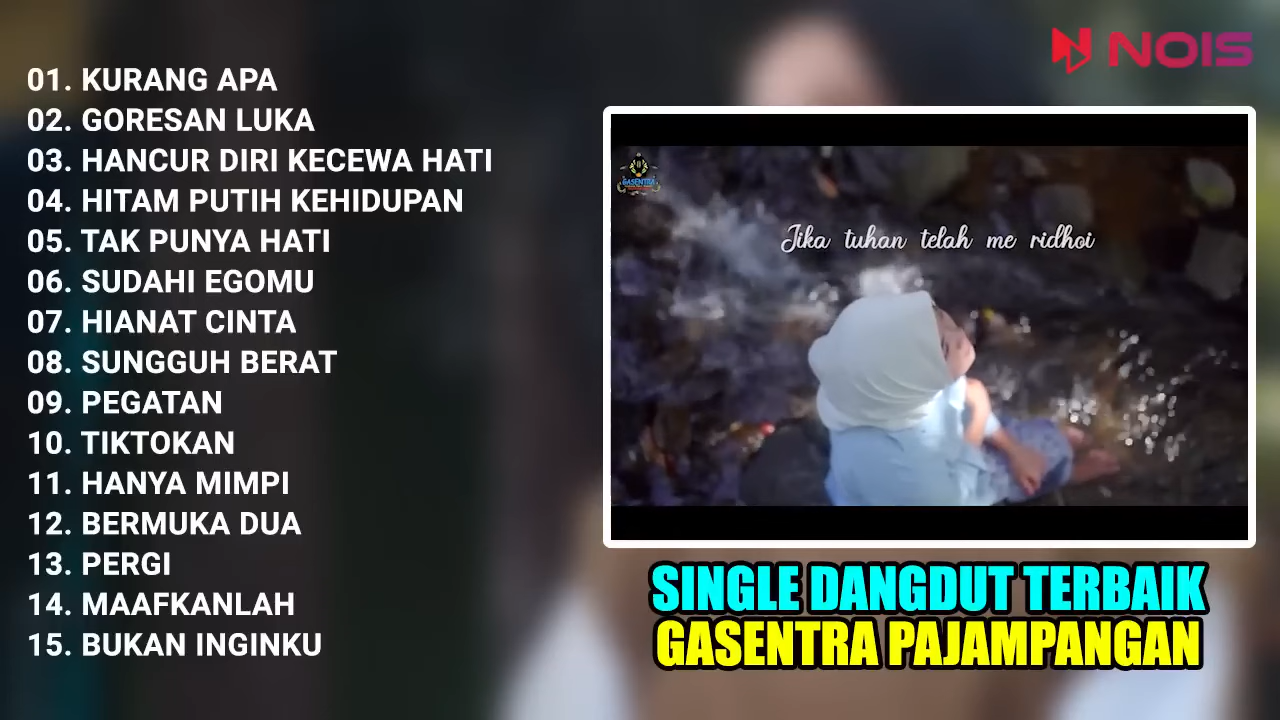 NOIS
01. KURANG APA
02. GORESAN LUKA
03. HANCUR DIRI KECEWA HATI
04. HITAM PUTIH KEHIDUPAN
05. TAK PUNYA HATI
06. SUDAHI EGOMU
07. HIANAT CINTA
08. SUNGGUH BERAT
09. PEGATAN
10. TIKTOKAN
11. HANYA MIMPI
12. BERMUKA DUA
13. PERGI
14. MAAFKANLAH
15. BUKAN INGINKU
GASENTRA
Jika tuhan telah me ridhoi
SINGLE DANGDUT TERBAIK
GASENTRA PAJAMPANGAN